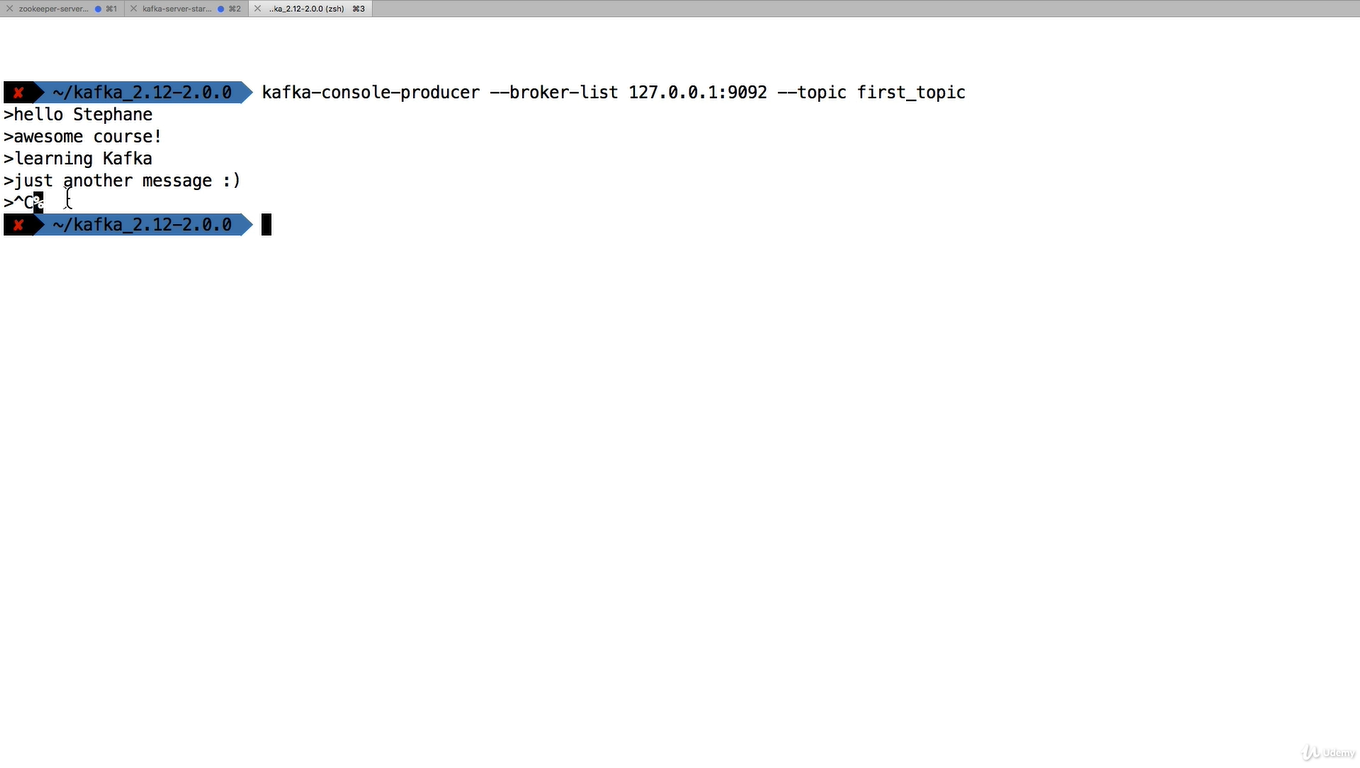 zookeeper-server... ⌘1 kafka-server-star... ⌘2 ..ka_2.12-2.0.0 (zsh) ⌘3
✘ ~/kafka_2.12-2.0.0 kafka-console-producer --broker-list 127.0.0.1:9092 --topic first_topic
>hello Stephane
>awesome course!
>learning Kafka
>just another message :)
>^C%
✘ ~/kafka_2.12-2.0.0
Udemy